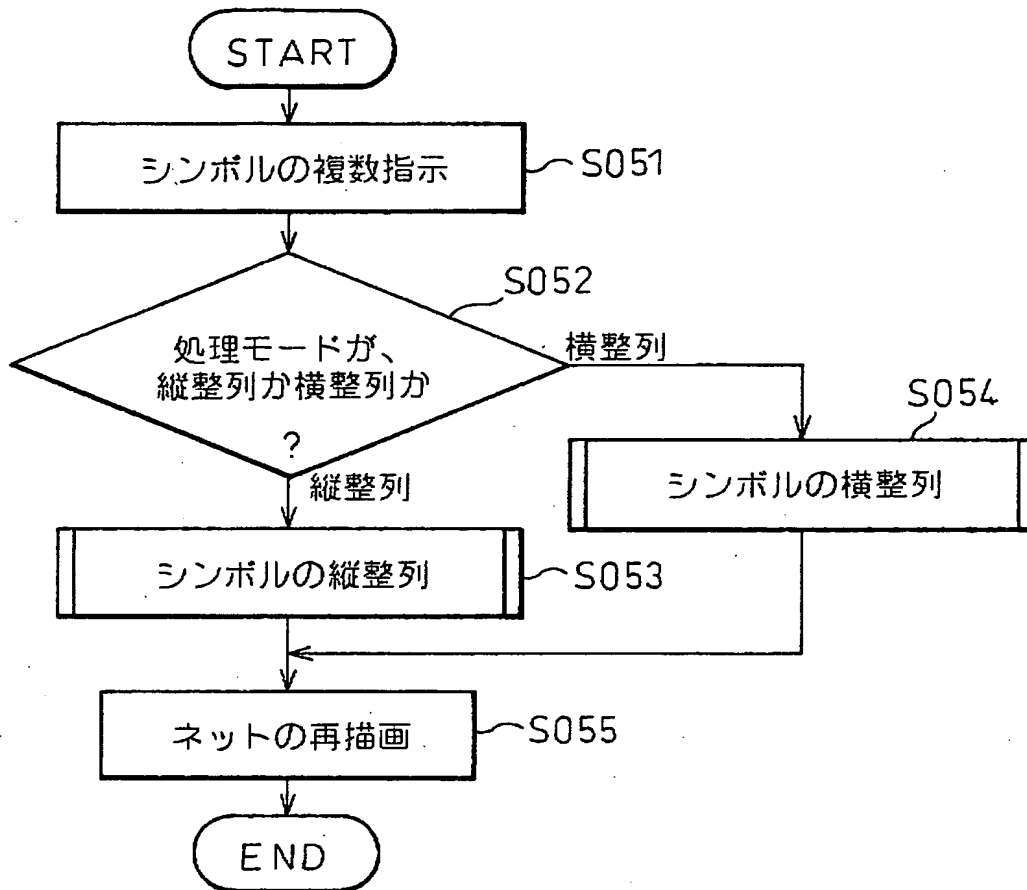 START
シンボルの複数指示
S051
S052
処理モードが、
縦整列か横整列か
?
横整列
縦整列
S054
シンボルの横整列
シンボルの縦整列
S053
ネットの再描画
S055
END